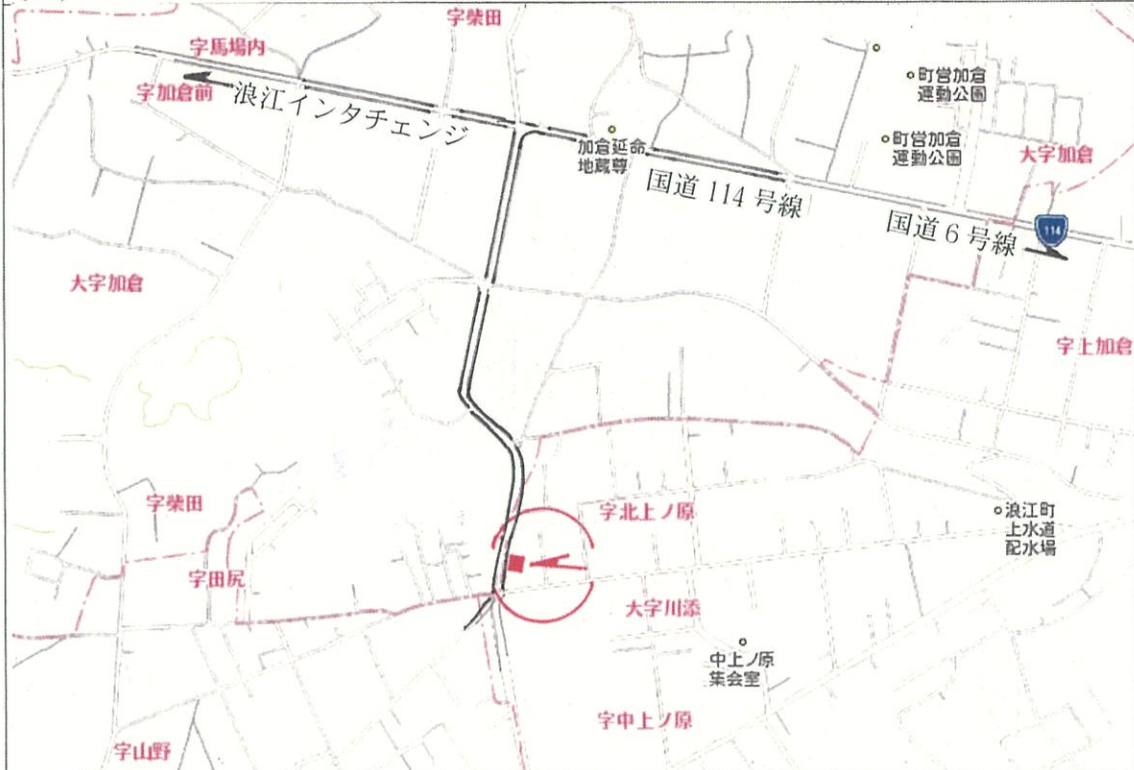 字柴田
字馬場内
字加倉前
浪江インタチェンジ
町営加倉
運動公園
町営加倉
運動公園
加倉延命
地蔵尊
大字加倉
国道 114 号線
国道 6 号線
114
大字加倉
字上加倉
字柴田
字北上ノ原
浪江町
上水道
配水場
字田尻
大字川添
中上ノ原
集会室
字中上ノ原
字山野